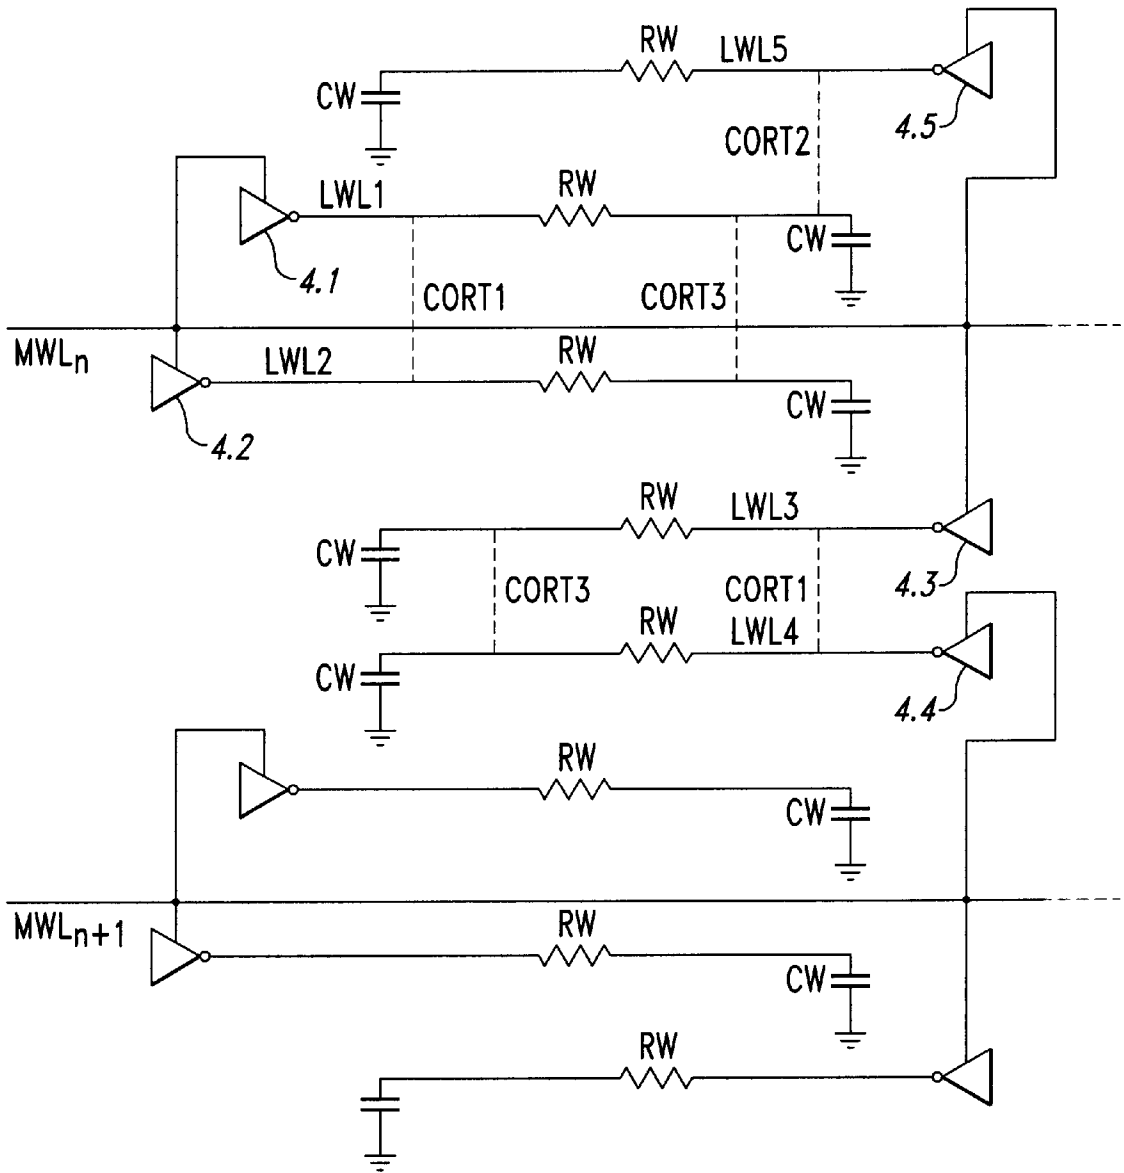 RW LWL5
CW
4.5
CORT2
LWL1 RW
CW
4.1
CORT1 CORT3
MWLn
LWL2 RW
CW
4.2
RW LWL3
CW
4.3
CORT3 CORT1
RW LWL4
CW
4.4
RW
CW
MWLn+1
RW
CW
RW